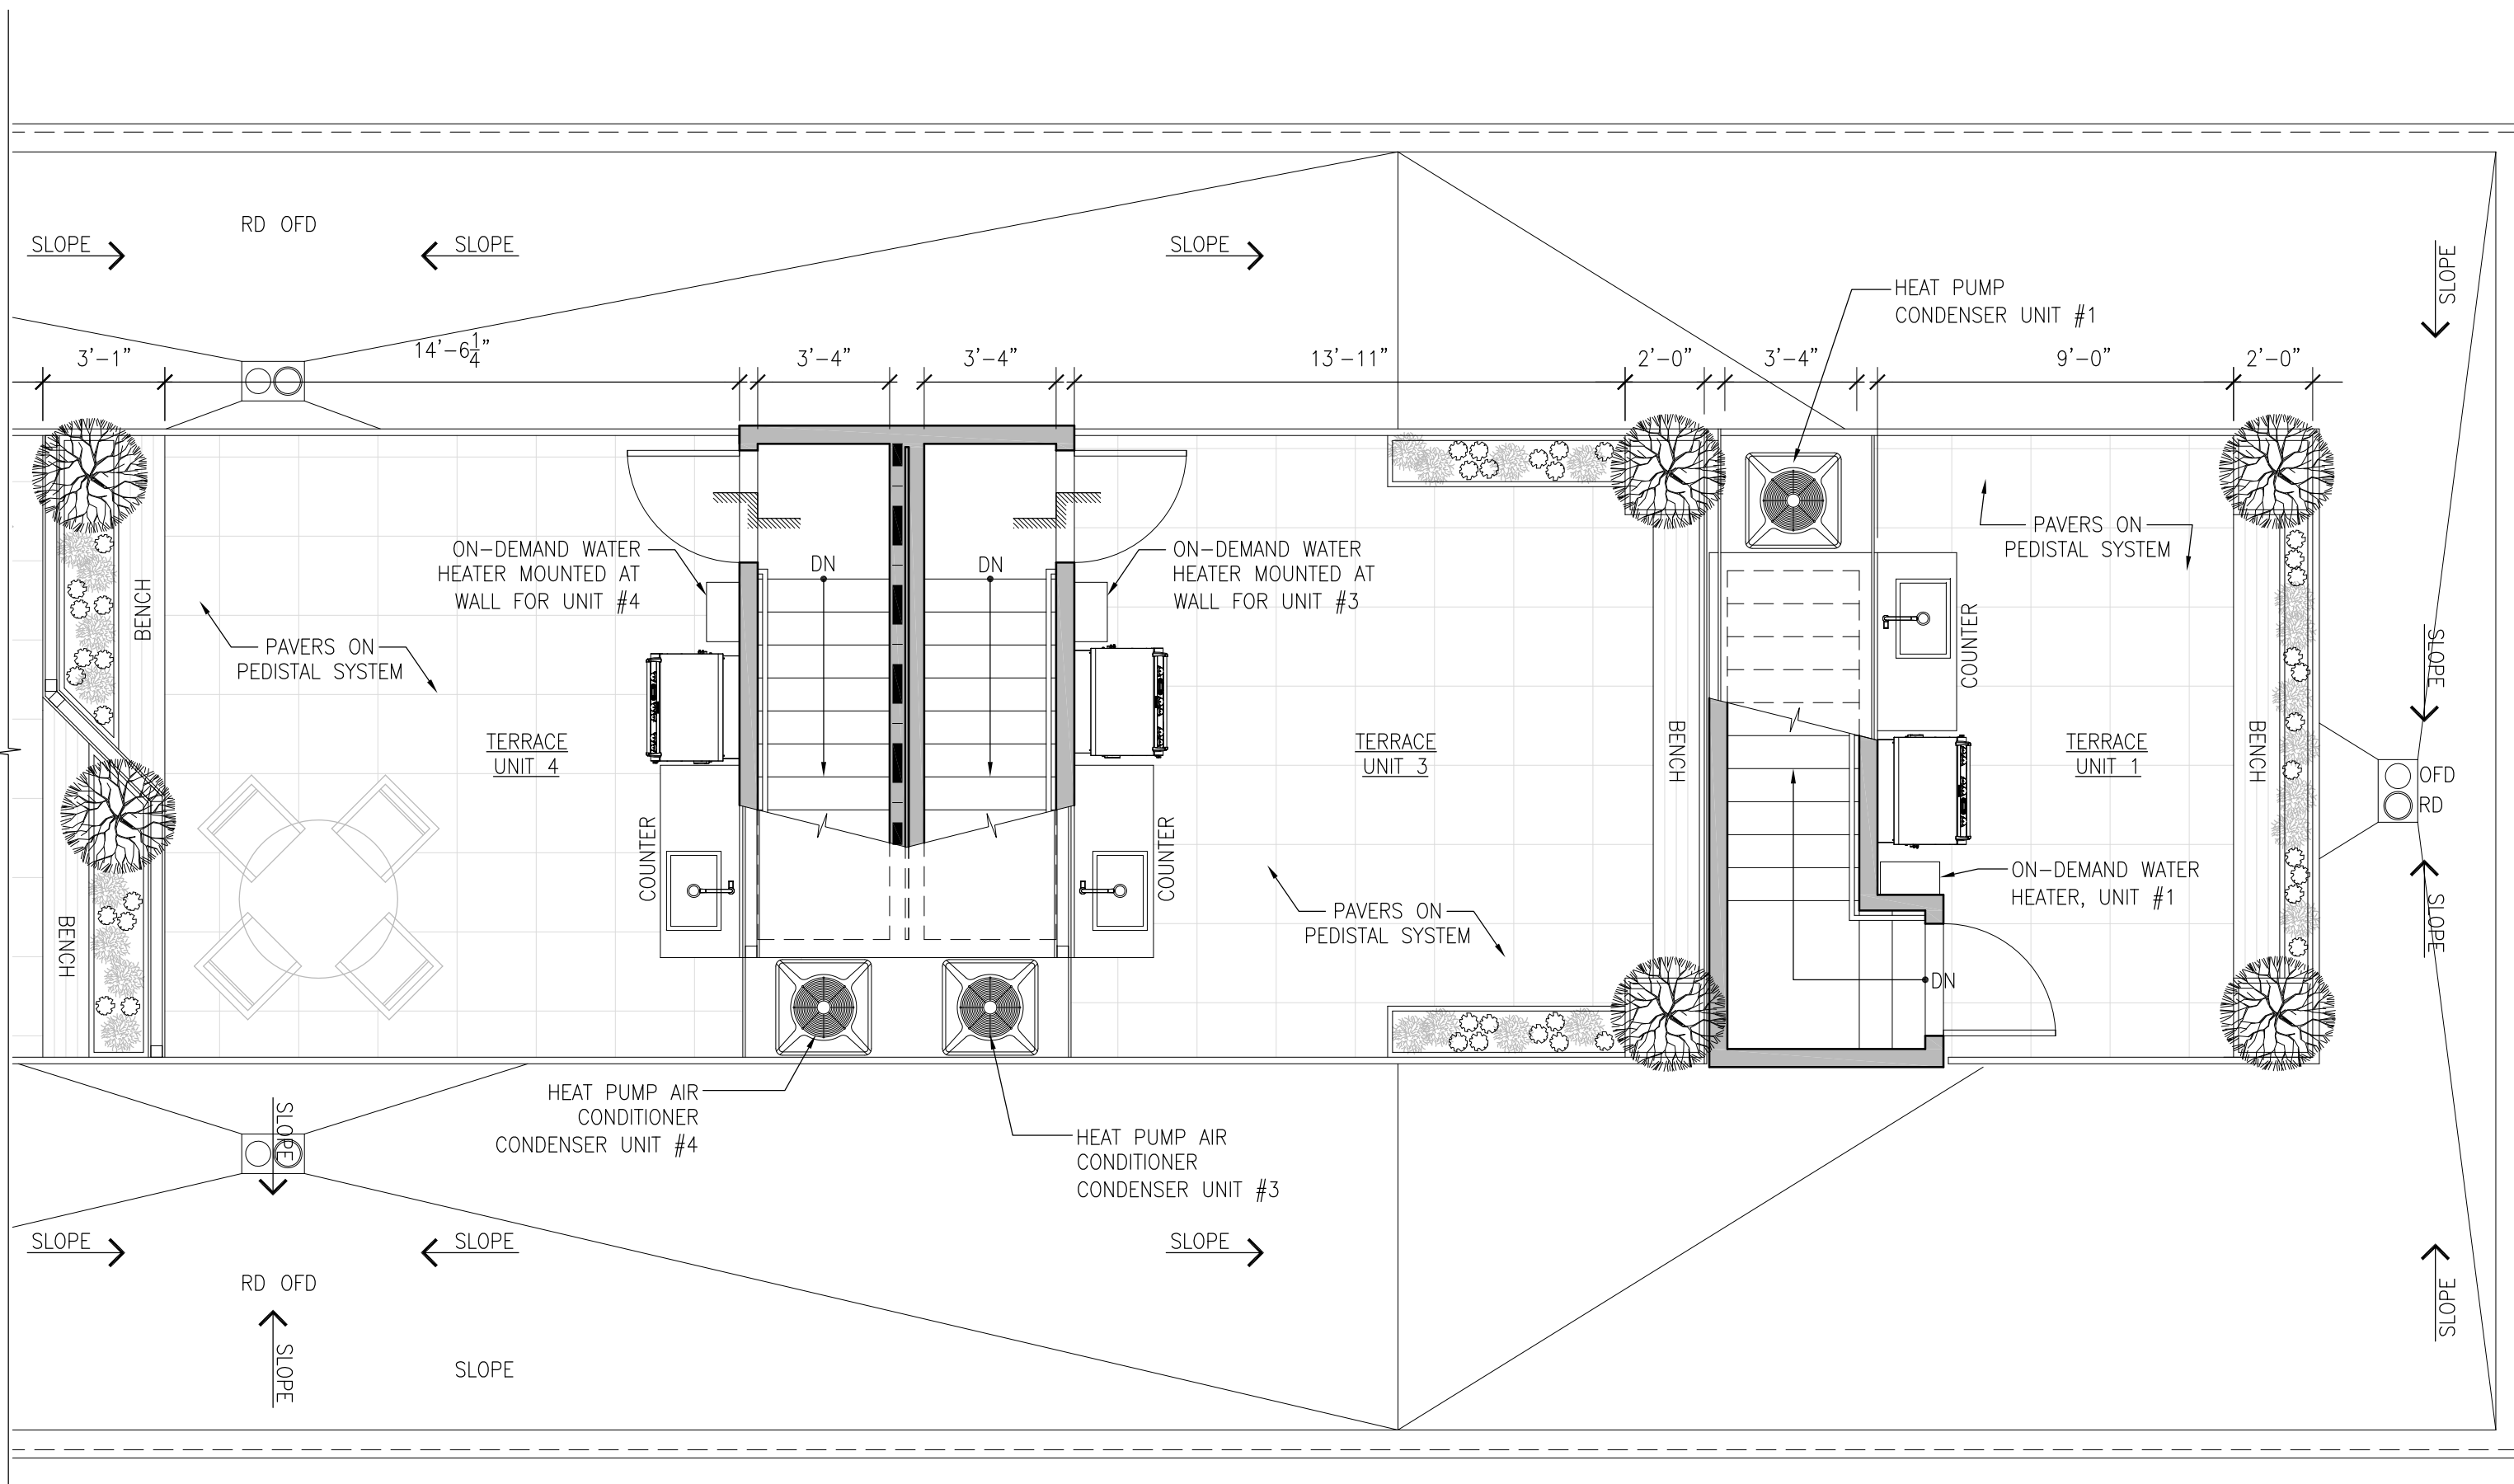 RD OFD
SLOPE
SLOPE
SLOPE
SLOPE
HEAT PUMP
CONDENSER UNIT #1
3'-1"
14'-6 1/4"
3'-4"
3'-4"
13'-11"
2'-0"
3'-4"
9'-0"
2'-0"
ON-DEMAND WATER
HEATER MOUNTED AT
WALL FOR UNIT #4
DN
DN
ON-DEMAND WATER
HEATER MOUNTED AT
WALL FOR UNIT #3
PAVERS ON
PEDISTAL SYSTEM
BENCH
PAVERS ON
PEDISTAL SYSTEM
COUNTER
SLOPE
TERRACE
UNIT 4
TERRACE
UNIT 3
BENCH
TERRACE
UNIT 1
BENCH
OFD
RD
COUNTER
COUNTER
ON-DEMAND WATER
HEATER, UNIT #1
BENCH
PAVERS ON
PEDISTAL SYSTEM
SLOPE
DN
HEAT PUMP AIR
CONDITIONER
CONDENSER UNIT #4
SLOPE
HEAT PUMP AIR
CONDITIONER
CONDENSER UNIT #3
SLOPE
SLOPE
SLOPE
RD OFD
SLOPE
SLOPE
SLOPE